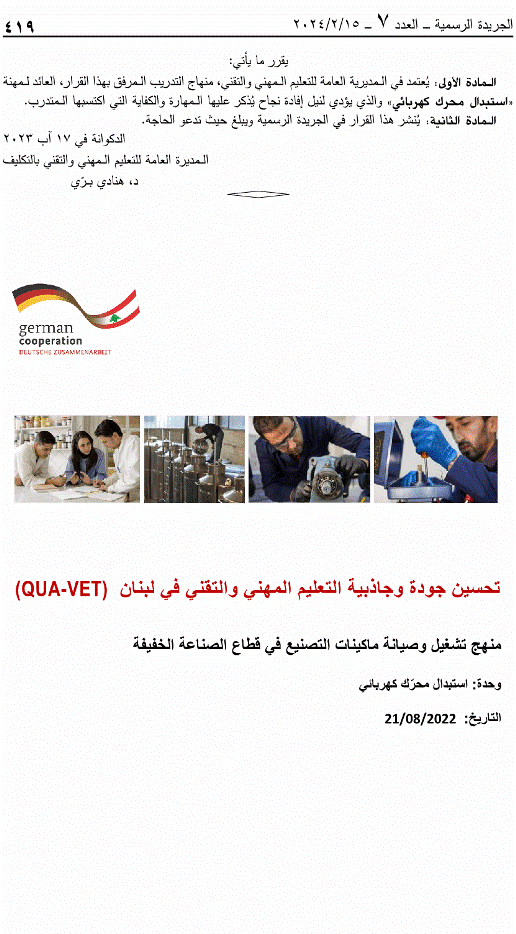 الجريدة الرسمية ــ العدد ٧ ــ ٢٠٢٤/٢/١٥
٤١٩
يقرر ما يأتي:
المادة الأولى: يُعتمد في المديرية العامة للتعليم المهني والتقني، منهاج التدريب المرفق بهذا القرار، العائد لمهنة
«استبدال محرك كهربائي» والذي يؤدي لنيل إفادة نجاح يُذكر عليها المهارة والكفاية التي اكتسبها المتدرب.
المادة الثانية: يُنشر هذا القرار في الجريدة الرسمية ويبلغ حيث تدعو الحاجة.
الدكوانة في ١٧ آب ٢٠٢٣
المديرة العامة للتعليم المهني والتقني بالتكليف
د، هنادي برّي
german
cooperation
DEUTSCHE ZUSAMMENARBEIT
تحسين جودة وجاذبية التعليم المهني والتقني في لبنان (QUA-VET)
منهج تشغيل وصيانة ماكينات التصنيع في قطاع الصناعة الخفيفة
وحدة: استبدال محرّك كهربائي
التاريخ: 21/08/2022